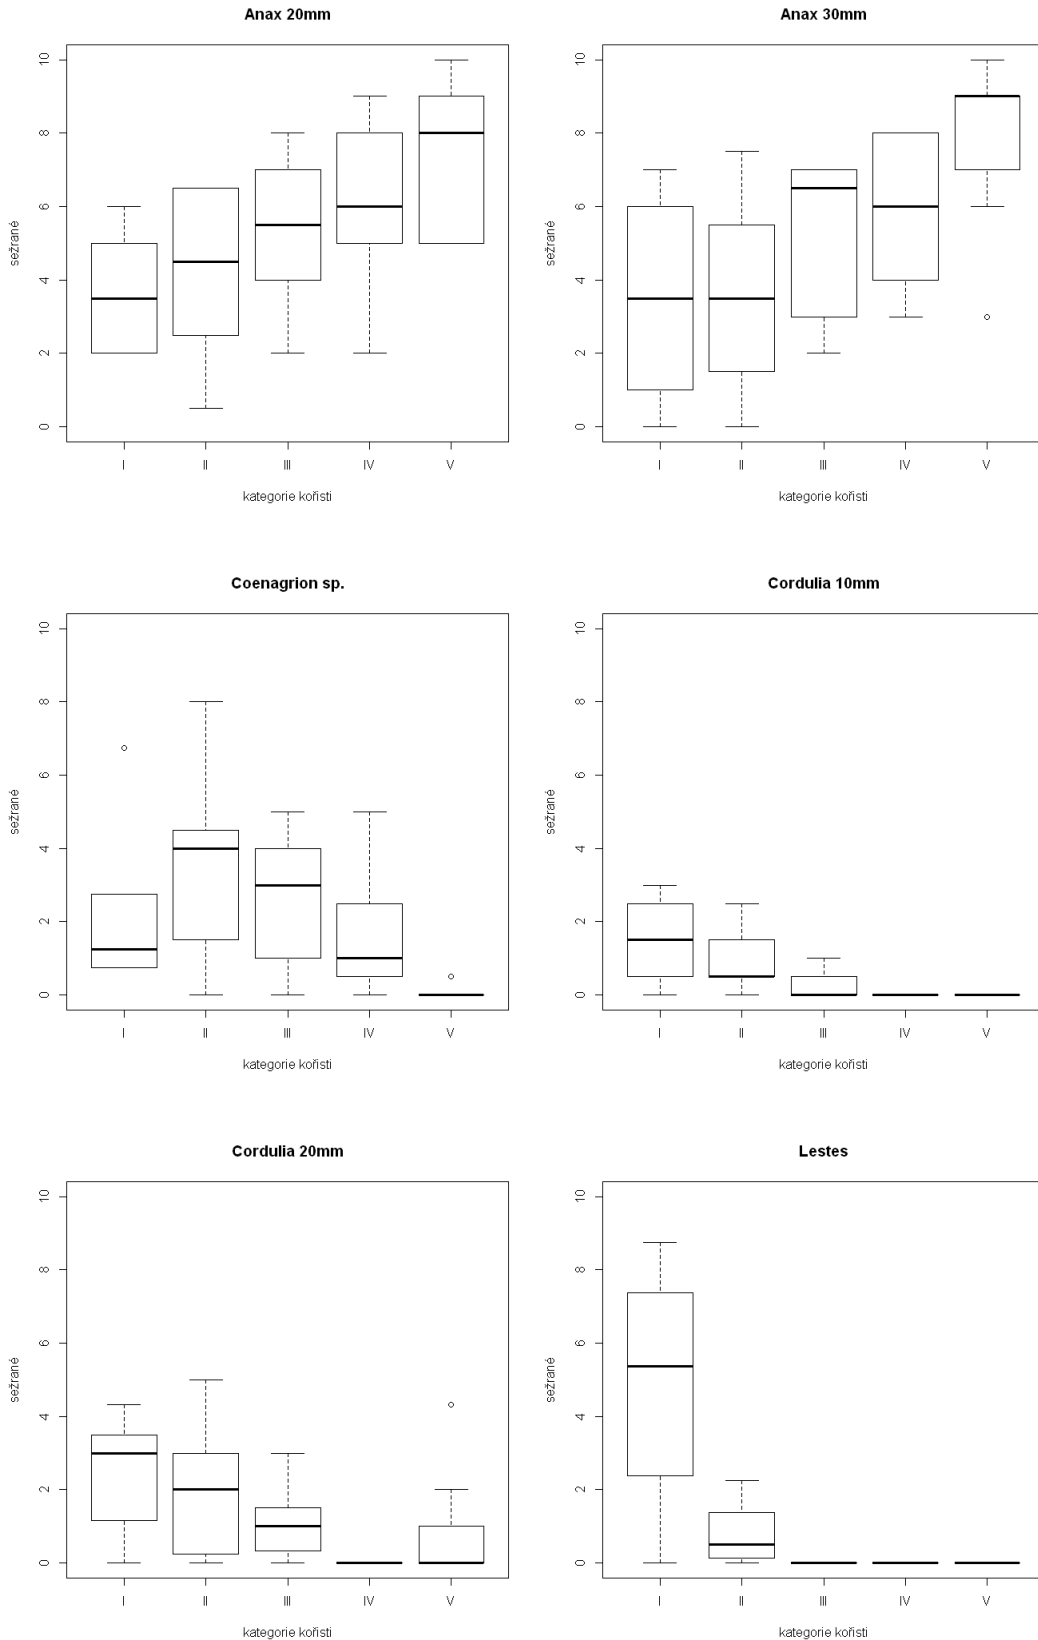 Anax 20mm
sežrané
0 2 4 6 8 10
I II III IV V
kategorie kořisti
Anax 30mm
sežrané
0 2 4 6 8 10
I II III IV V
kategorie kořisti
Coenagrion sp.
sežrané
0 2 4 6 8 10
I II III IV V
kategorie kořisti
Cordulia 10mm
sežrané
0 2 4 6 8 10
I II III IV V
kategorie kořisti
Cordulia 20mm
sežrané
0 2 4 6 8 10
I II III IV V
kategorie kořisti
Lestes
sežrané
0 2 4 6 8 10
I II III IV V
kategorie kořisti